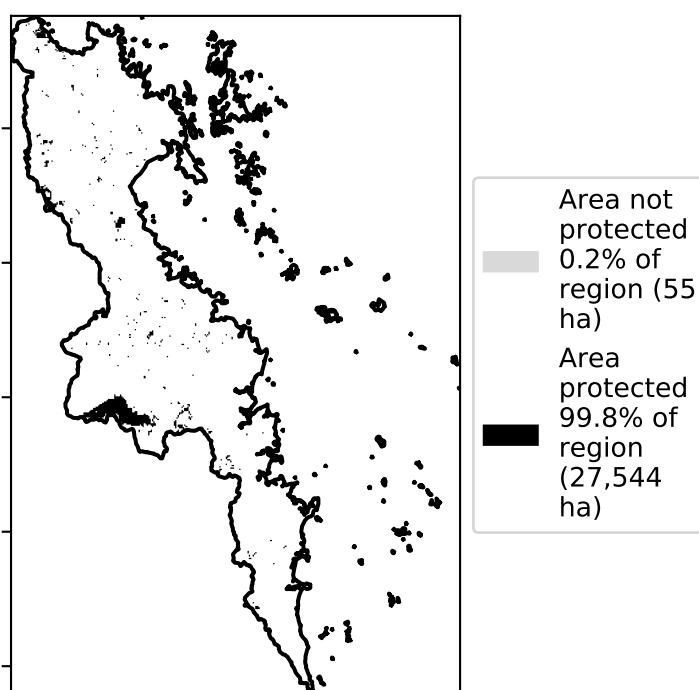 Area not
protected
0.2% of
region (55
ha)
Area
protected
99.8% of
region
(27,544
ha)